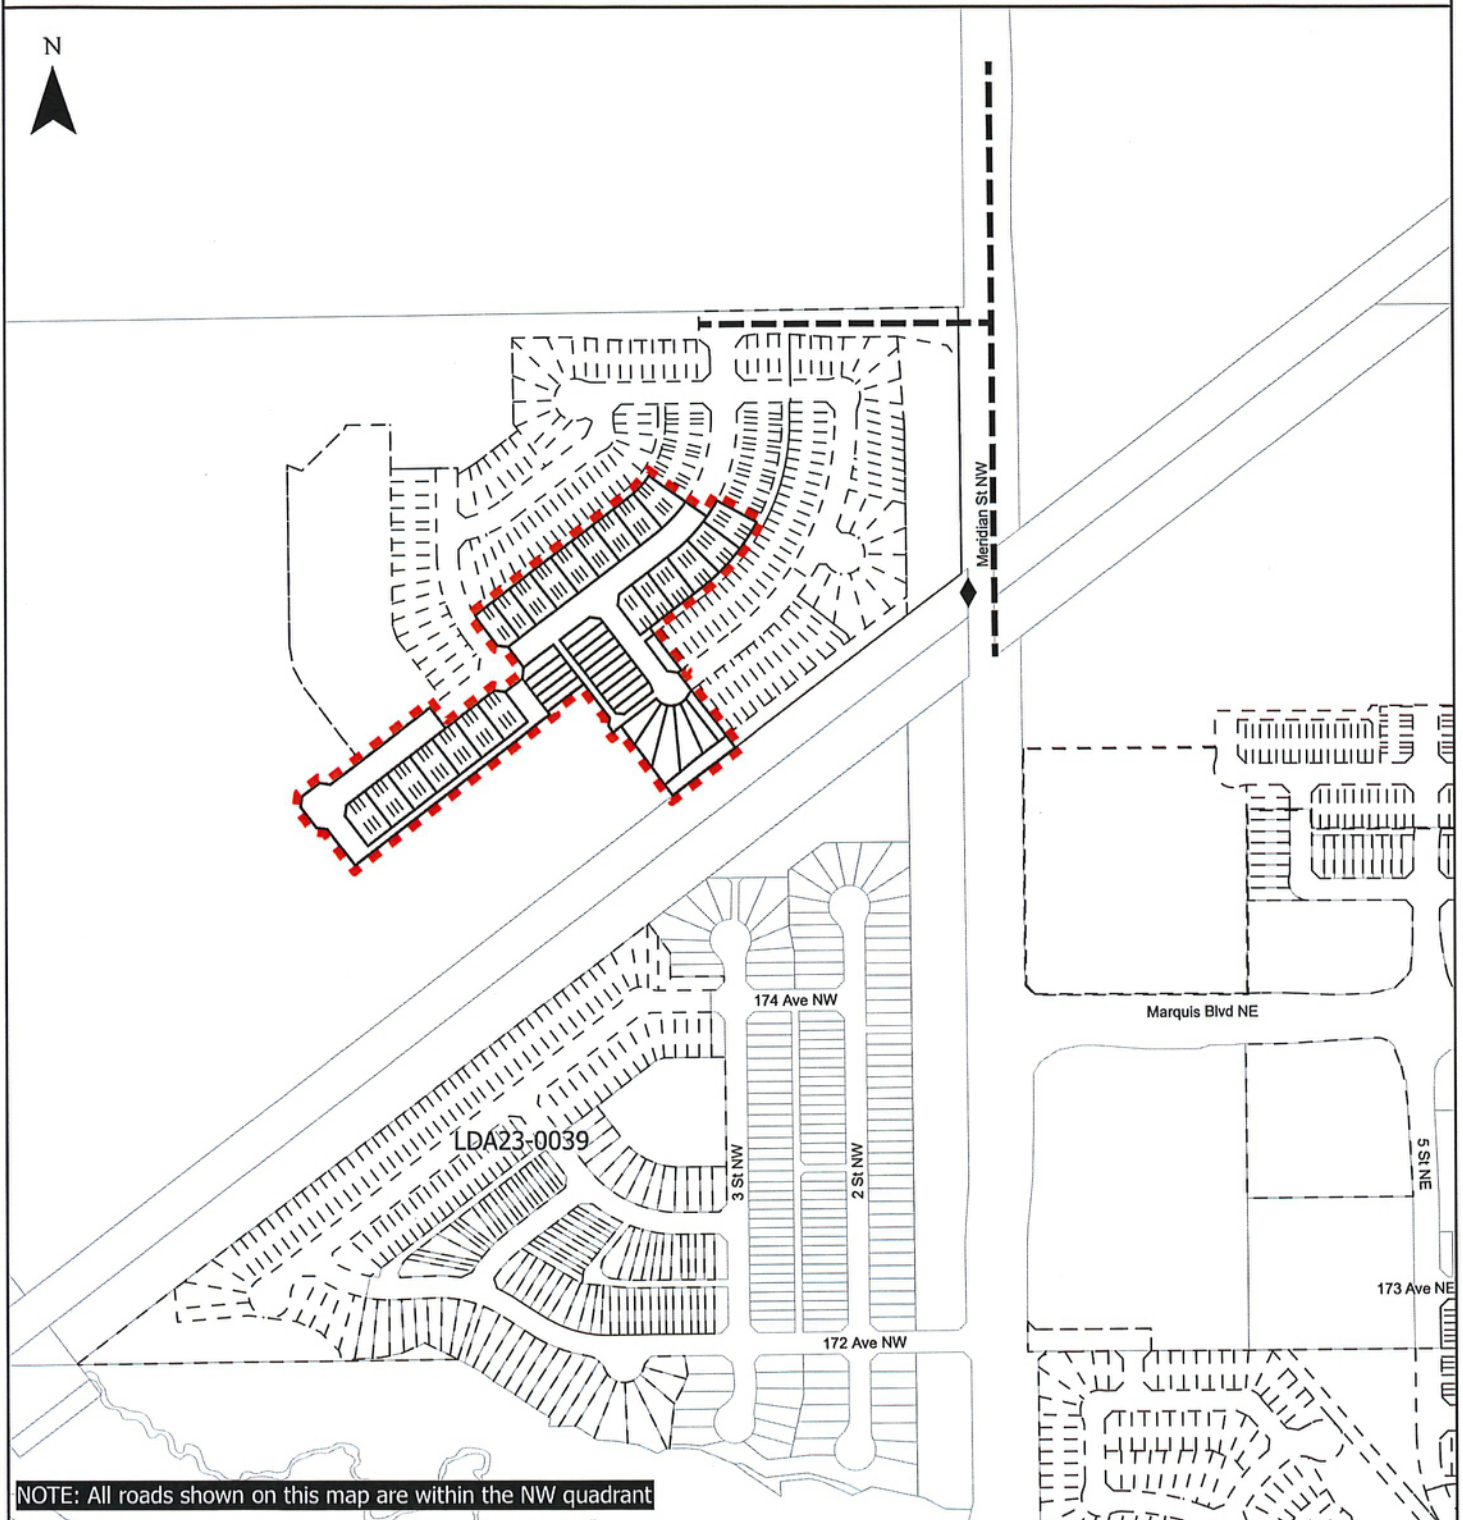 N
Meridian St NW
174 Ave NW
Marquis Blvd NE
LDA23-0039
3 St NW
2 St NW
5 St NE
173 Ave NE
172 Ave NW
NOTE: All roads shown on this map are within the NW quadrant